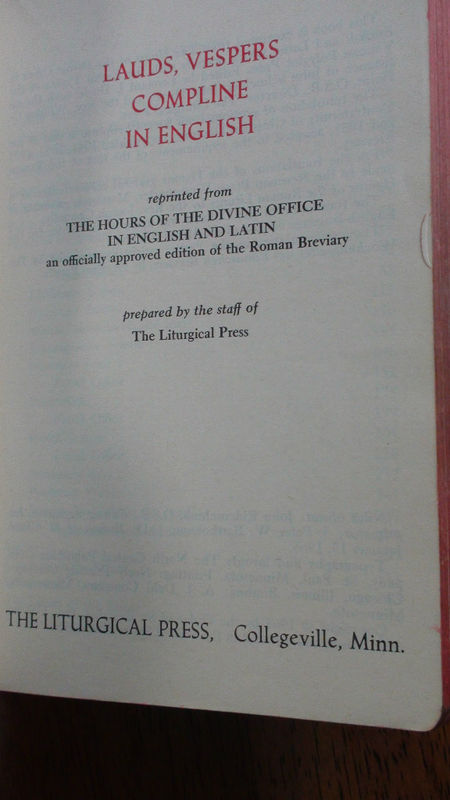 LAUDS, VESPERS
COMPLINE
IN ENGLISH
reprinted from
THE HOURS OF THE DIVINE OFFICE
IN ENGLISH AND LATIN
an officially approved edition of the Roman Breviary
prepared by the staff of
The Liturgical Press
THE LITURGICAL PRESS, Collegeville, Minn.